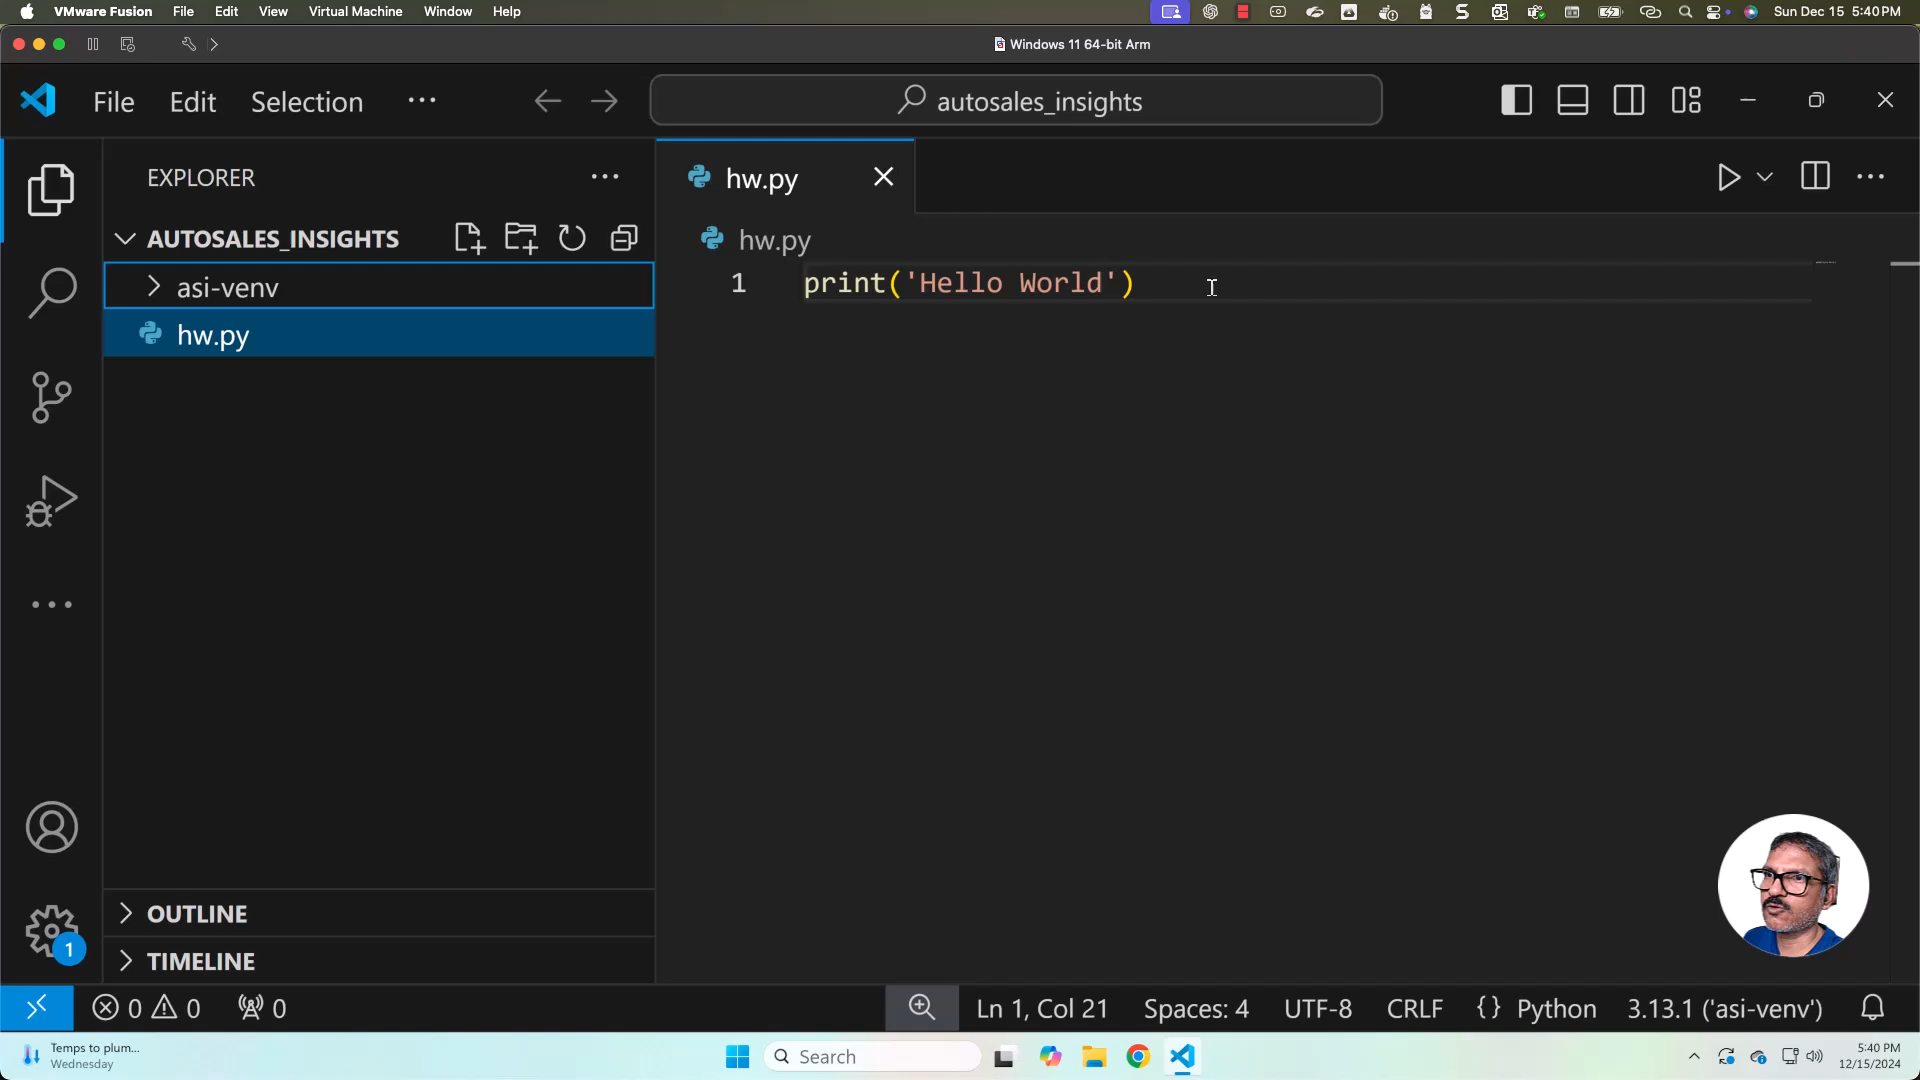 VMware Fusion File Edit View Virtual Machine Window Help Sun Dec 15 5:40 PM
Windows 11 64-bit Arm
File Edit Selection ··· autosales_insights
EXPLORER ···
hw.py
AUTOSALES_INSIGHTS
hw.py
asi-venv
1 print('Hello World')
hw.py
OUTLINE
1
TIMELINE
0 0 0 Ln 1, Col 21 Spaces: 4 UTF-8 CRLF {} Python 3.13.1 ('asi-venv')
Temps to plum...
Wednesday
Search
5:40 PM
12/15/2024